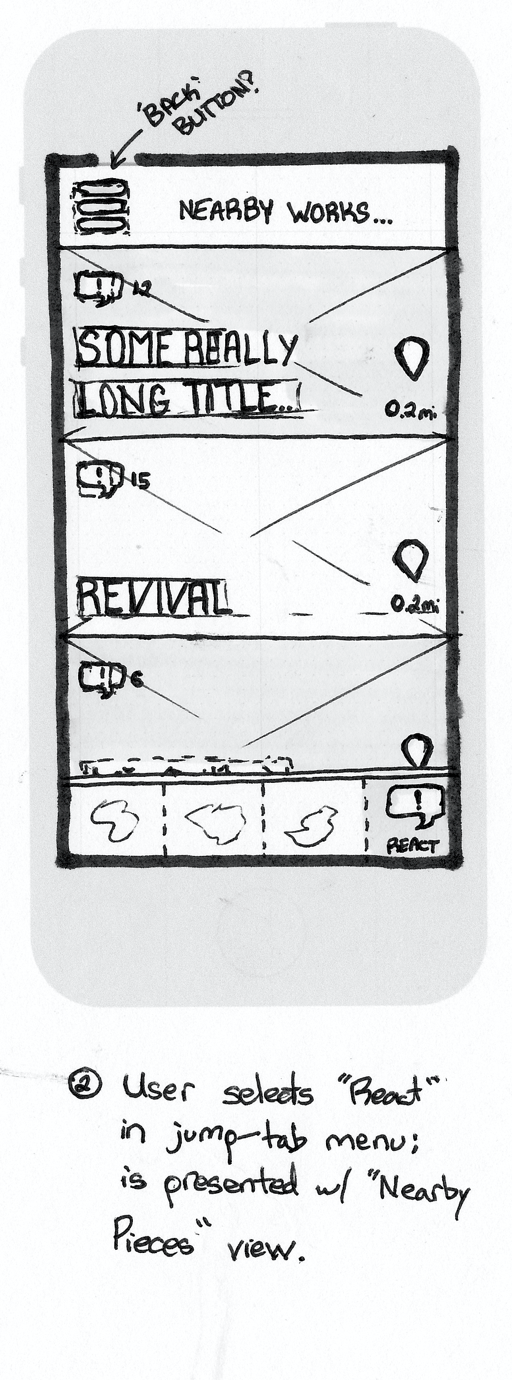 'BACK'
BUTTON?
NEARBY WORKS...
12
SOME REALLY
LONG TITLE...
0.2mi
15
REVIVAL
0.2mi
6
REACT
② User selects "React"
in jump-tab menu;
is presented w/ "Nearby
Pieces" view.